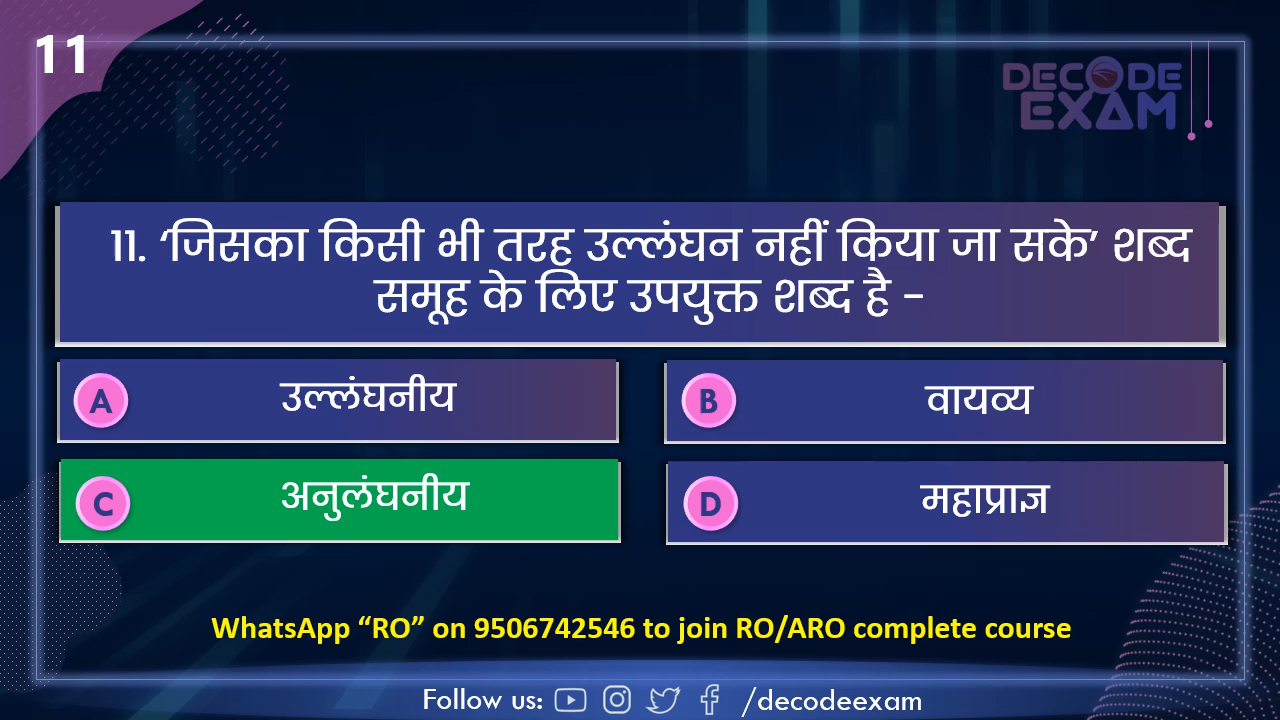 11
DECODE
EXAM
11. ‘जिसका किसी भी तरह उल्लंघन नहीं किया जा सके’ शब्द
समूह के लिए उपयुक्त शब्द है –
A उल्लंघनीय
B वायव्य
C अनुलंघनीय
D महाप्राज्ञ
WhatsApp “RO” on 9506742546 to join RO/ARO complete course
Follow us: /decodeexam